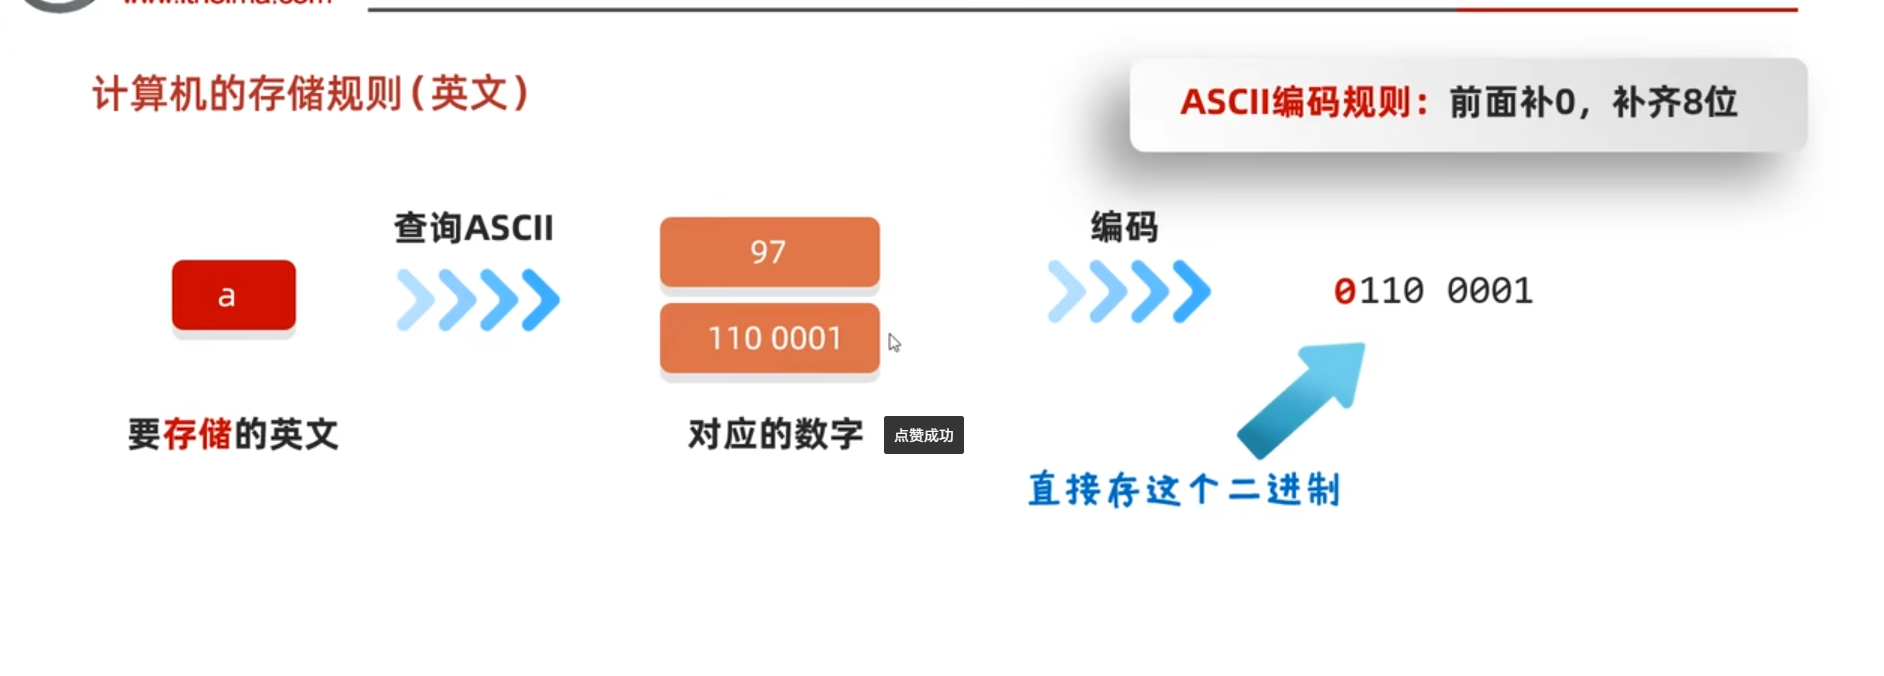 计算机的存储规则(英文)
ASCII编码规则：前面补0，补齐8位
查询ASCII
编码
a
97
110 0001
0110 0001
要存储的英文
对应的数字
点赞成功
直接存这个二进制